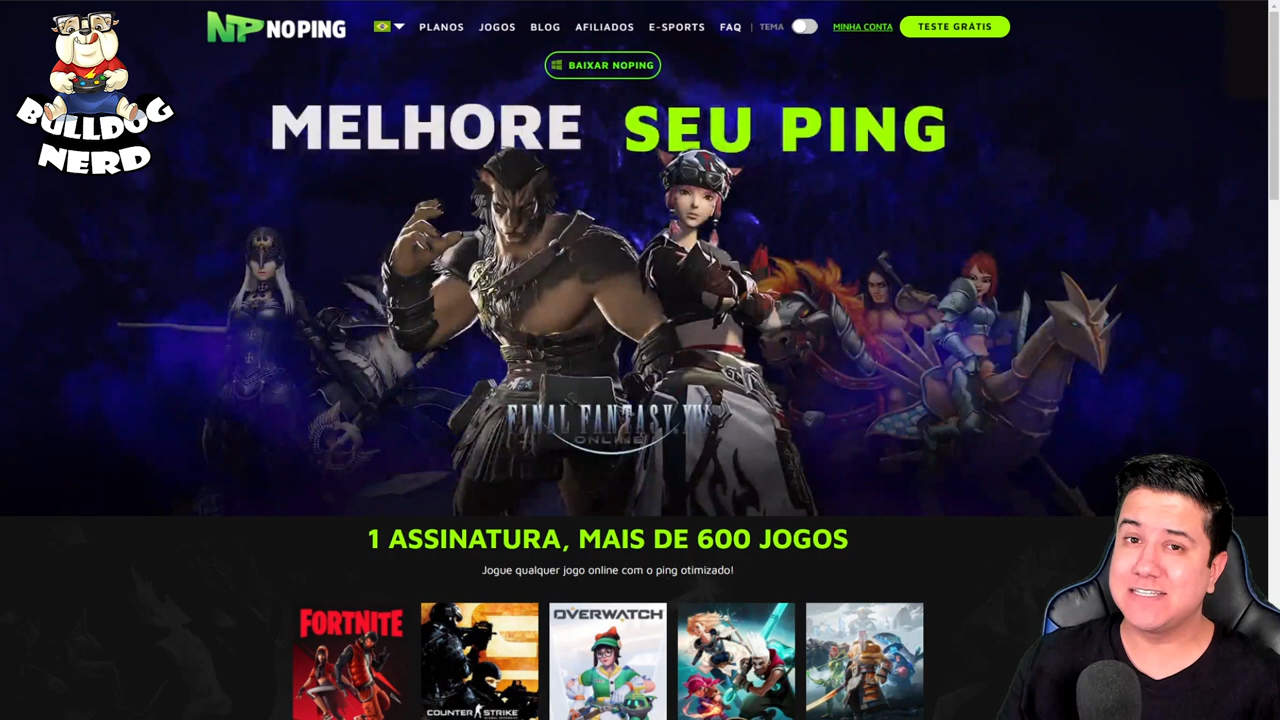 BULLDOG
NERD
NP NOPING
PLANOS JOGOS BLOG AFILIADOS E-SPORTS FAQ | TEMA MINHA CONTA TESTE GRÁTIS
BAIXAR NOPING
MELHORE SEU PING
FINAL FANTASY XIV
ONLINE
1 ASSINATURA, MAIS DE 600 JOGOS
Jogue qualquer jogo online com o ping otimizado!
FORTNITE
OVERWATCH
COUNTER STRIKE